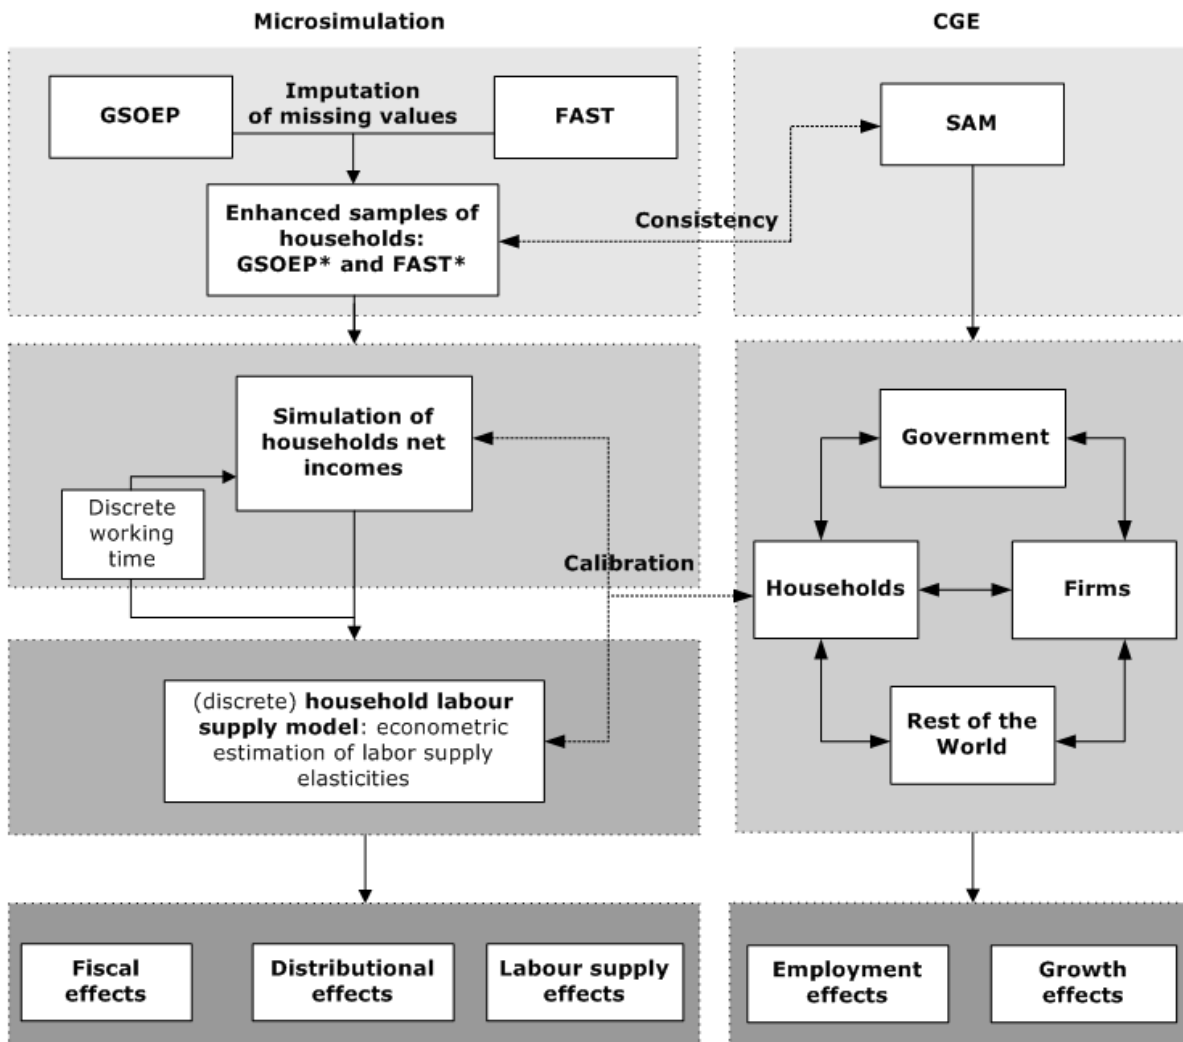 Microsimulation
CGE
GSOEP
Imputation
of missing values
FAST
SAM
Enhanced samples of
households:
GSOEP* and FAST*
Consistency
Simulation of
households net
incomes
Discrete
working
time
Calibration
Government
Households
Firms
Rest of the
World
(discrete) household labour
supply model: econometric
estimation of labor supply
elasticities
Fiscal
effects
Distributional
effects
Labour supply
effects
Employment
effects
Growth
effects